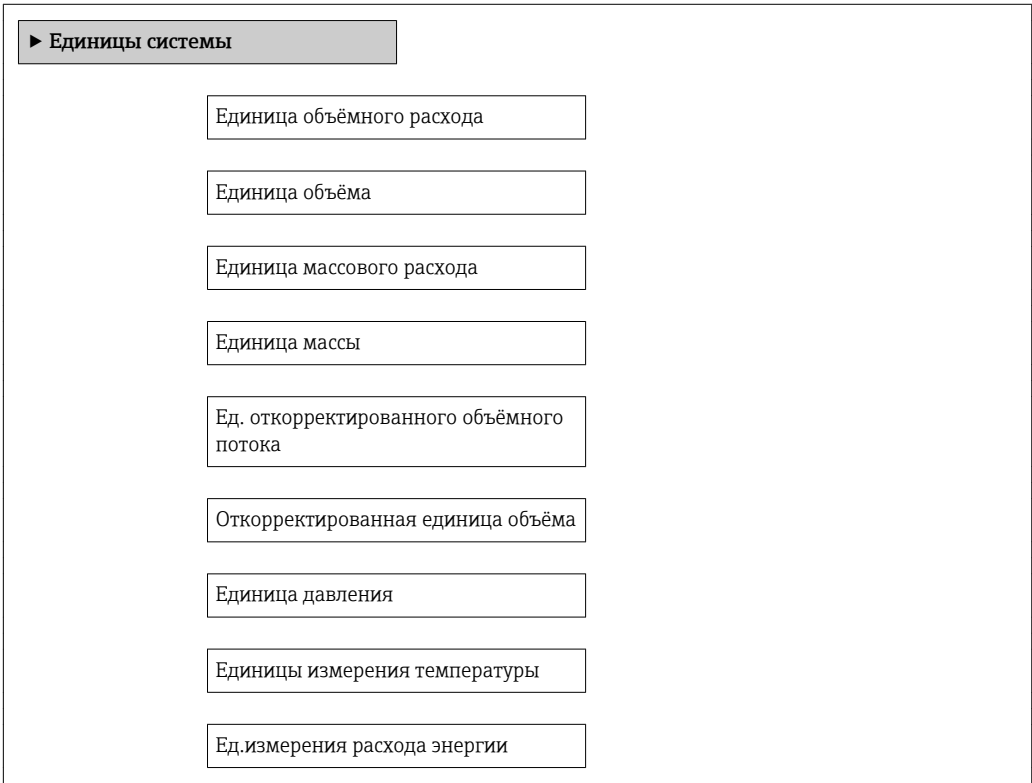 ► Единицы системы
Единица объёмного расхода
Единица объёма
Единица массового расхода
Единица массы
Ед. откорректированного объёмного
потока
Откорректированная единица объёма
Единица давления
Единицы измерения температуры
Ед.измерения расхода энергии